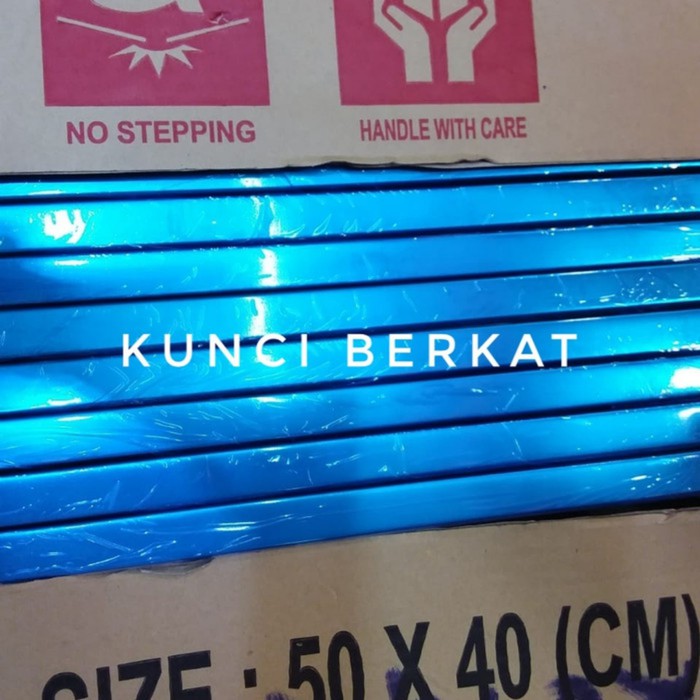 NO STEPPING
HANDLE WITH CARE
KUNCI BERKAT
SIZE : 50 X 40 (CM)